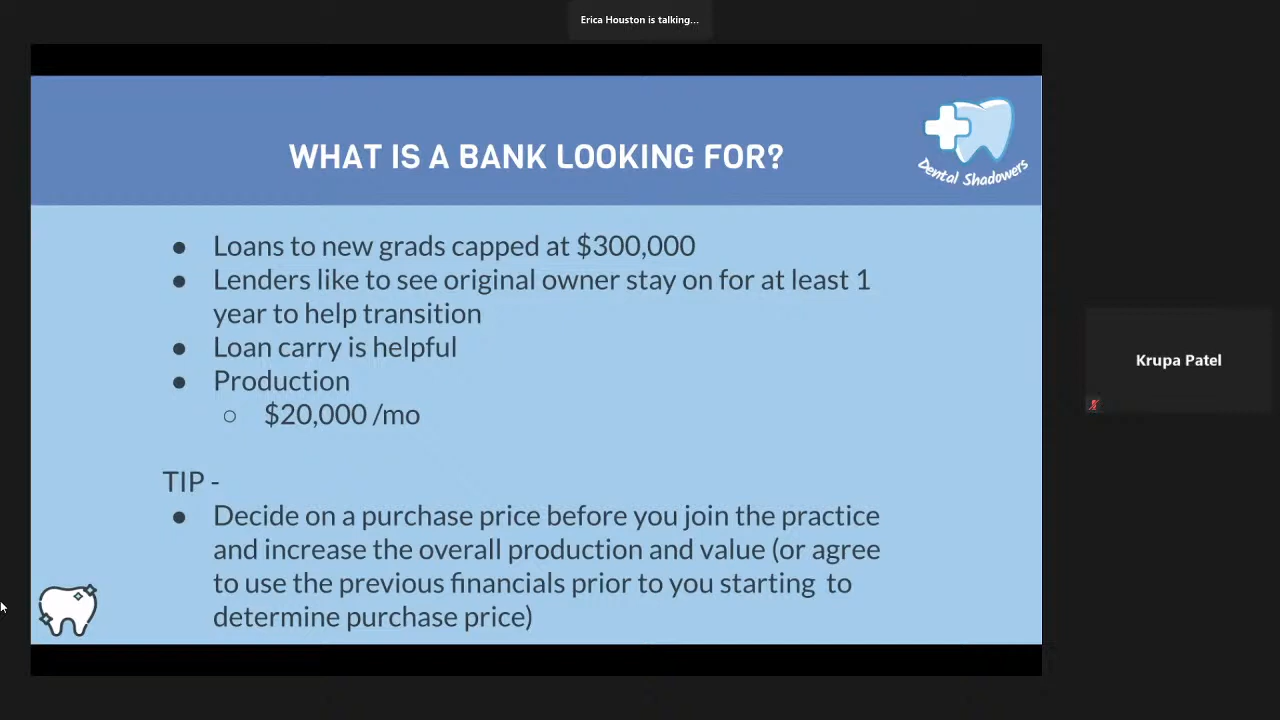 Erica Houston is talking...
WHAT IS A BANK LOOKING FOR?
Dental Shadowers
● Loans to new grads capped at $300,000
● Lenders like to see original owner stay on for at least 1
year to help transition
● Loan carry is helpful
● Production
○ $20,000 /mo
Krupa Patel
TIP -
● Decide on a purchase price before you join the practice
and increase the overall production and value (or agree
to use the previous financials prior to you starting  to
determine purchase price)